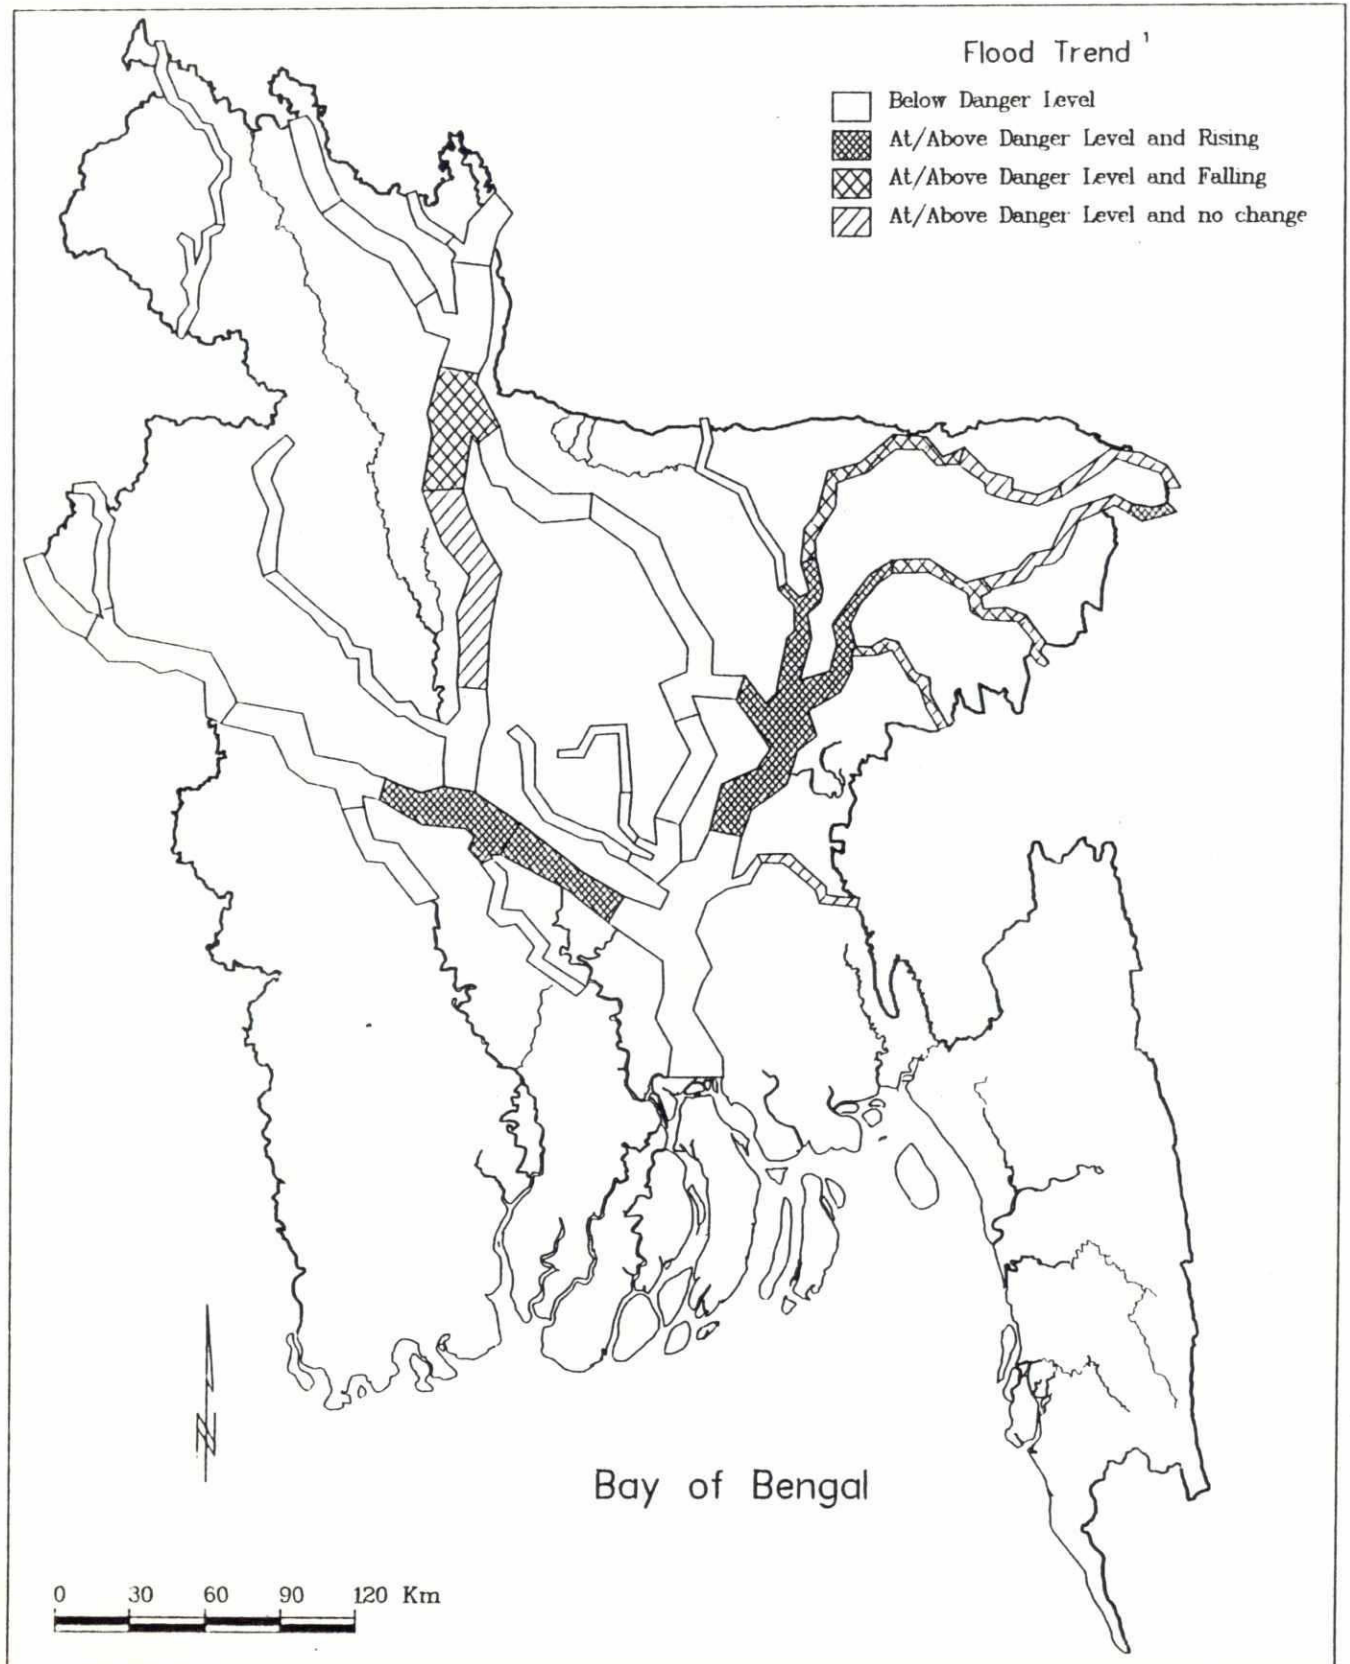 Flood Trend 1
Below Danger Level
At/Above Danger Level and Rising
At/Above Danger Level and Falling
At/Above Danger Level and no change
N
Bay of Bengal
0 30 60 90 120 Km